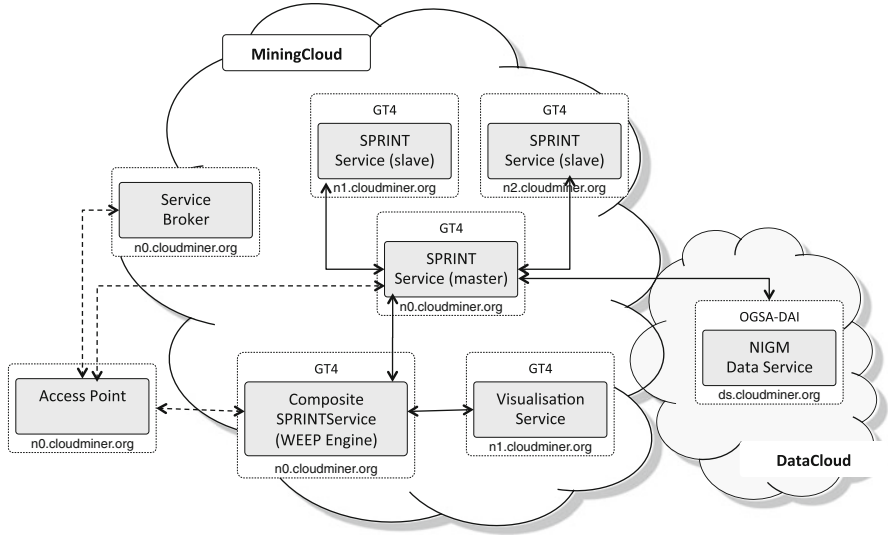 MiningCloud
GT4
SPRINT
Service (slave)
n1.cloudminer.org
GT4
SPRINT
Service (slave)
n2.cloudminer.org
Service
Broker
n0.cloudminer.org
GT4
SPRINT
Service (master)
n0.cloudminer.org
OGSA-DAI
NIGM
Data Service
ds.cloudminer.org
Access Point
n0.cloudminer.org
GT4
Composite
SPRINTService
(WEEP Engine)
n0.cloudminer.org
GT4
Visualisation
Service
n1.cloudminer.org
DataCloud